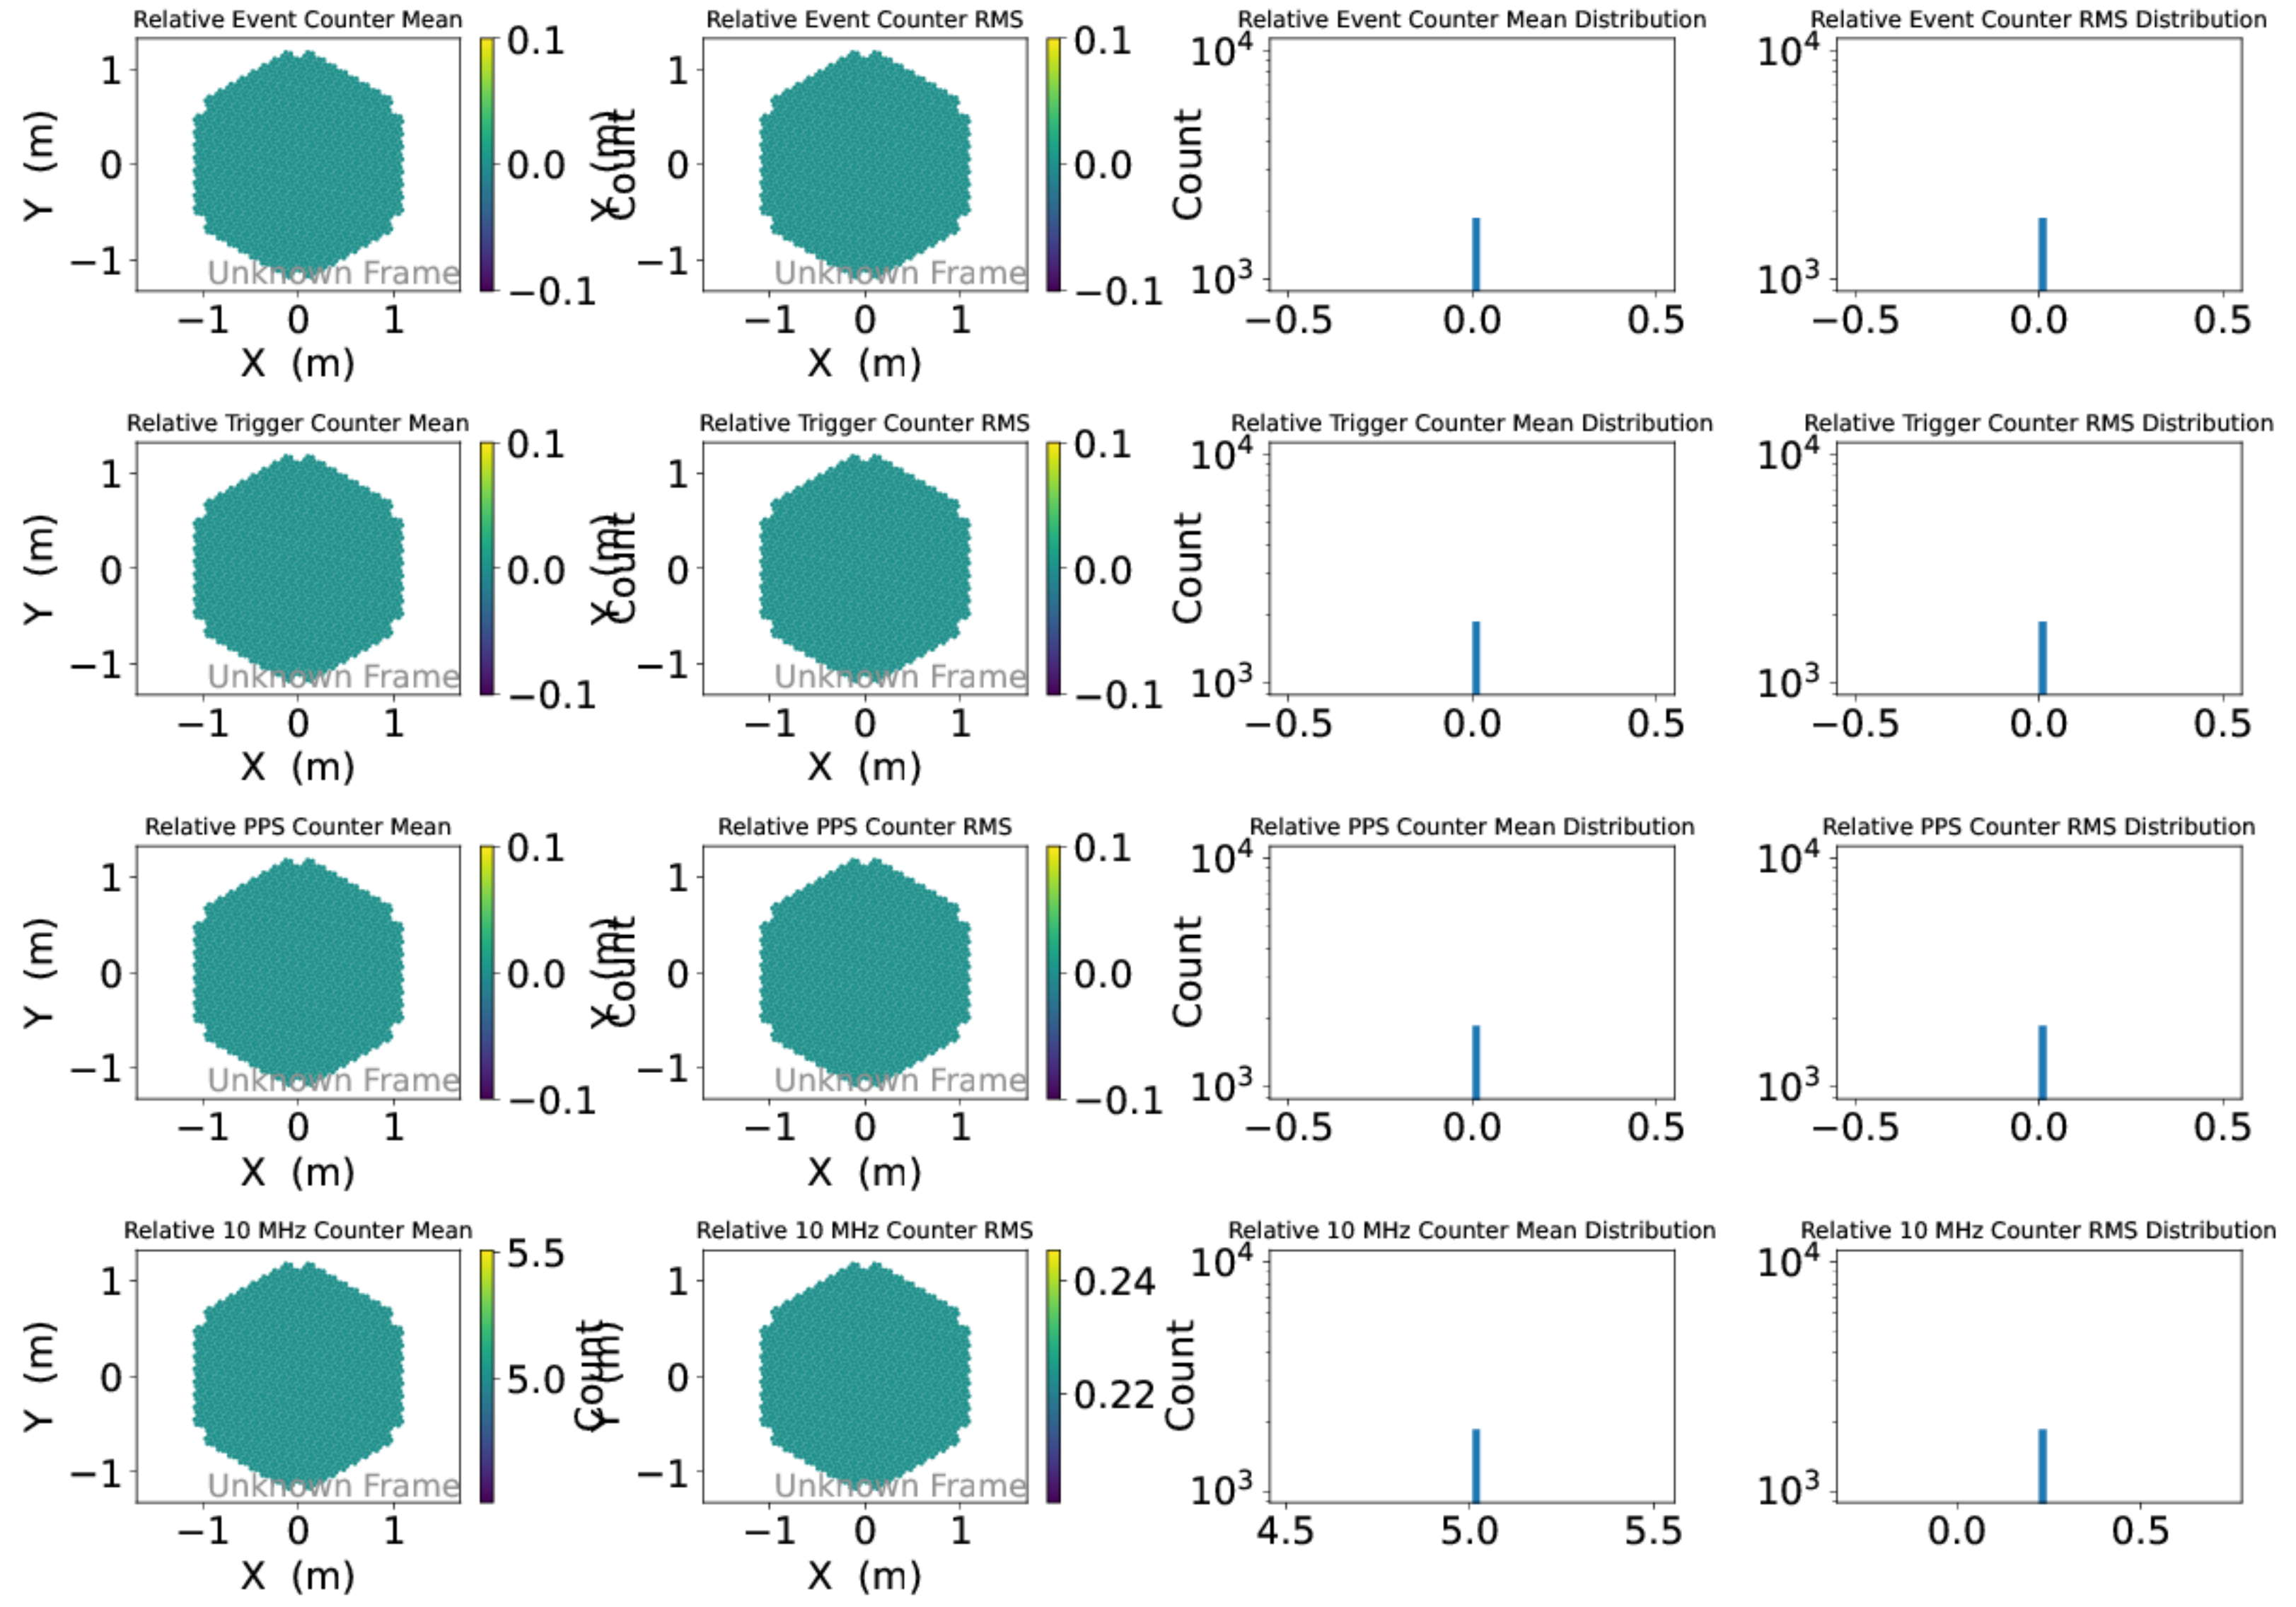 Relative Event Counter Mean
Relative Event Counter RMS
Relative Event Counter Mean Distribution
Relative Event Counter RMS Distribution
Y (m)
1
0
−1
Unknown Frame
−1 0 1
X (m)
0.1
0.0
−0.1
Count
Y (m)
1
0
−1
Unknown Frame
−1 0 1
X (m)
0.1
0.0
−0.1
Count
10⁴
10³
−0.5 0.0 0.5
10⁴
10³
−0.5 0.0 0.5
Relative Trigger Counter Mean
Relative Trigger Counter RMS
Relative Trigger Counter Mean Distribution
Relative Trigger Counter RMS Distribution
Y (m)
1
0
−1
Unknown Frame
−1 0 1
X (m)
0.1
0.0
−0.1
Count
Y (m)
1
0
−1
Unknown Frame
−1 0 1
X (m)
0.1
0.0
−0.1
Count
10⁴
10³
−0.5 0.0 0.5
10⁴
10³
−0.5 0.0 0.5
Relative PPS Counter Mean
Relative PPS Counter RMS
Relative PPS Counter Mean Distribution
Relative PPS Counter RMS Distribution
Y (m)
1
0
−1
Unknown Frame
−1 0 1
X (m)
0.1
0.0
−0.1
Count
Y (m)
1
0
−1
Unknown Frame
−1 0 1
X (m)
0.1
0.0
−0.1
Count
10⁴
10³
−0.5 0.0 0.5
10⁴
10³
−0.5 0.0 0.5
Relative 10 MHz Counter Mean
Relative 10 MHz Counter RMS
Relative 10 MHz Counter Mean Distribution
Relative 10 MHz Counter RMS Distribution
Y (m)
1
0
−1
Unknown Frame
−1 0 1
X (m)
5.5
5.0
Count
Y (m)
1
0
−1
Unknown Frame
−1 0 1
X (m)
0.24
0.22
Count
10⁴
10³
4.5 5.0 5.5
10⁴
10³
0.0 0.5